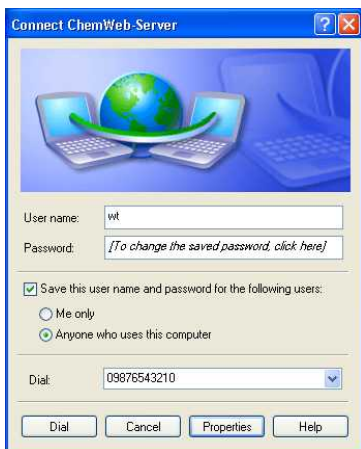 Connect ChemWeb-Server
User name: wt
Password: [To change the saved password, click here]
Save this user name and password for the following users:
Me only
Anyone who uses this computer
Dial: 09876543210
Dial Cancel Properties Help